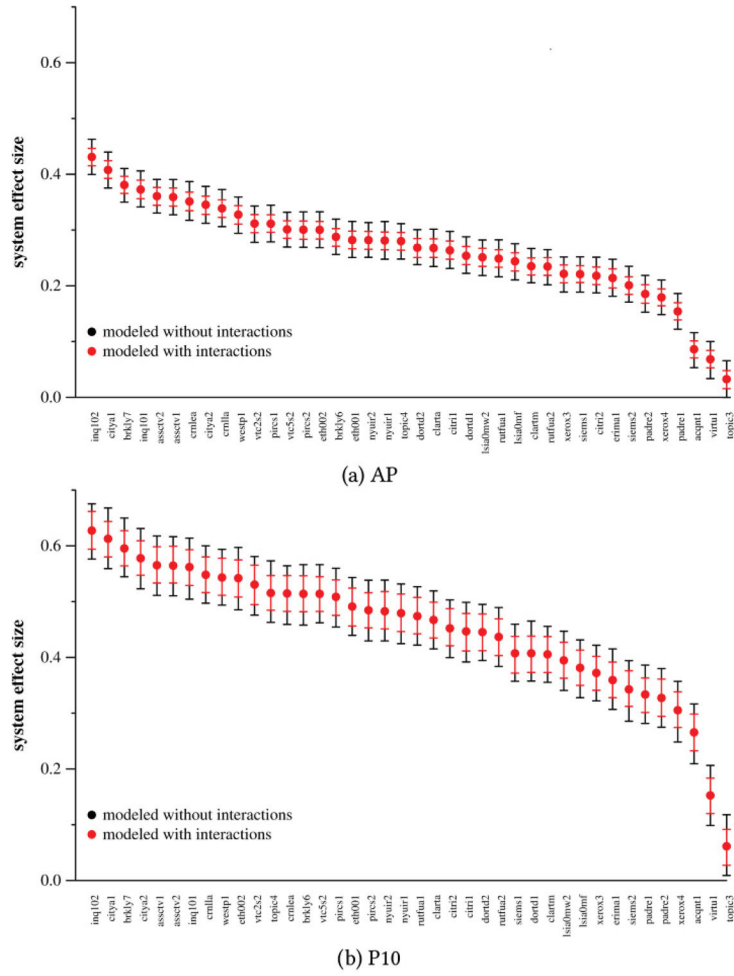 0.6
0.4
0.2
0.0
system effect size
modeled without interactions
modeled with interactions
inq102
citya1
brkly7
inq101
assctv2
assctv1
crnlea
citya2
crnlla
westp1
vtc2s2
pircs1
vtc5s2
pircs2
eth002
brkly6
eth001
nyuir2
nyuir1
topic4
dortd2
clarta
citri1
dortd1
lsia0mw2
rutfua1
lsia0mf
clartm
rutfua2
xerox3
siems1
citri2
erima1
siems2
padre2
xerox4
padre1
acqnt1
virtu1
topic3
(a) AP
0.6
0.4
0.2
0.0
system effect size
modeled without interactions
modeled with interactions
inq102
citya1
brkly7
citya2
assctv1
assctv2
inq101
crnlla
westp1
eth002
vtc2s2
topic4
crnlea
brkly6
vtc5s2
pircs1
eth001
pircs2
nyuir2
nyuir1
rutfua1
clarta
citri2
citri1
dortd2
rutfua2
siems1
dortd1
clartm
lsia0mw2
lsia0mf
xerox3
erima1
siems2
padre1
padre2
xerox4
acqnt1
virtu1
topic3
(b) P10